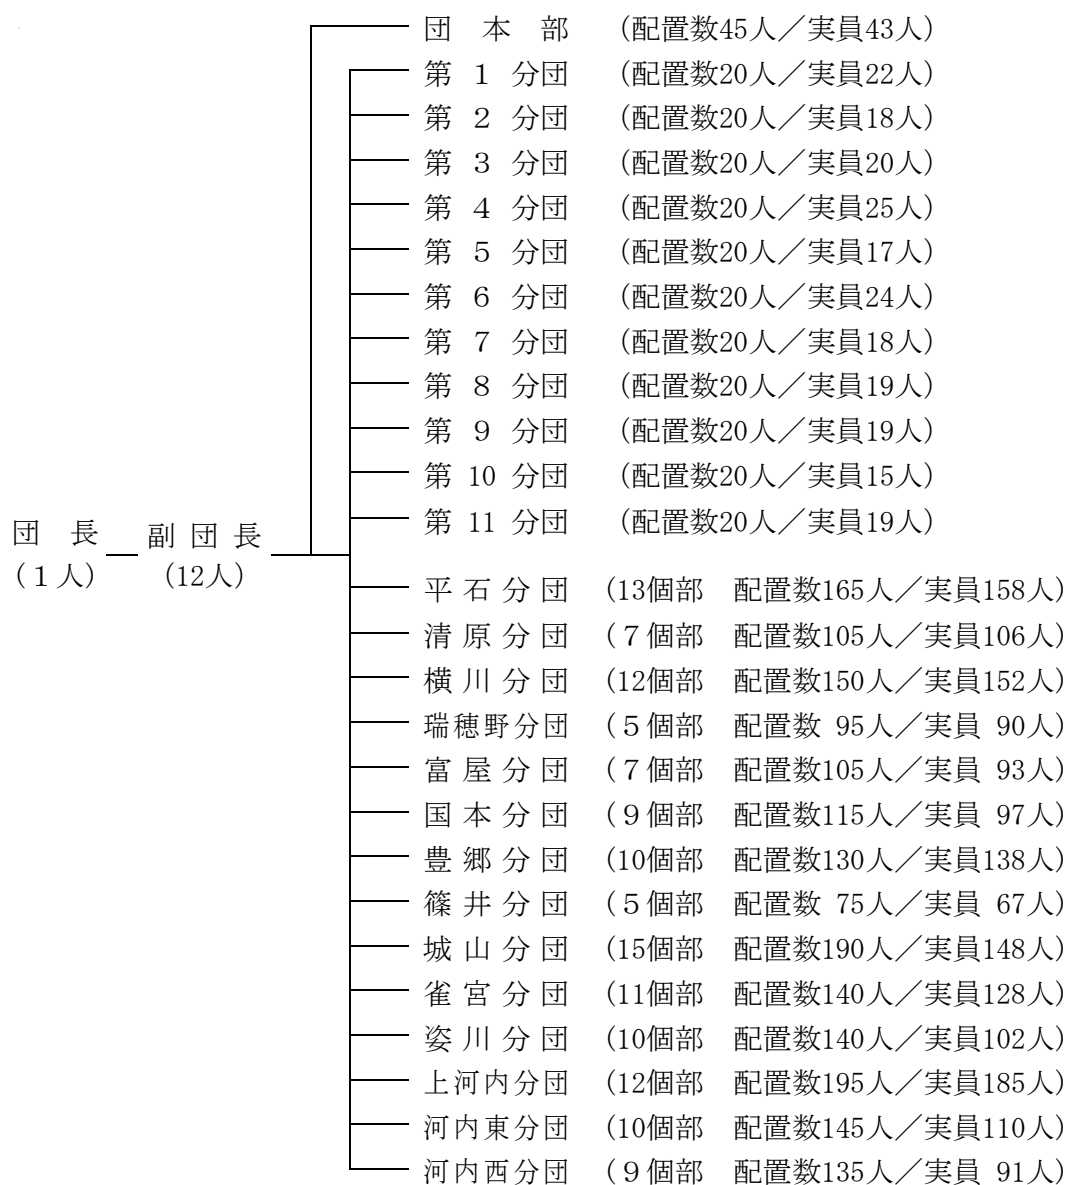 団　本　部　（配置数45人／実員43人）
第　１　分団　（配置数20人／実員22人）
第　２　分団　（配置数20人／実員18人）
第　３　分団　（配置数20人／実員20人）
第　４　分団　（配置数20人／実員25人）
第　５　分団　（配置数20人／実員17人）
第　６　分団　（配置数20人／実員24人）
第　７　分団　（配置数20人／実員18人）
第　８　分団　（配置数20人／実員19人）
第　９　分団　（配置数20人／実員19人）
第　10　分団　（配置数20人／実員15人）
第　11　分団　（配置数20人／実員19人）
団　長　副 団 長
（１人）　（12人）
平 石 分 団　（13個部　配置数165人／実員158人）
清 原 分 団　（７個部　配置数105人／実員106人）
横 川 分 団　（12個部　配置数150人／実員152人）
瑞穂野分団　（５個部　配置数 95人／実員 90人）
富 屋 分 団　（７個部　配置数105人／実員 93人）
国 本 分 団　（９個部　配置数115人／実員 97人）
豊 郷 分 団　（10個部　配置数130人／実員138人）
篠 井 分 団　（５個部　配置数 75人／実員 67人）
城 山 分 団　（15個部　配置数190人／実員148人）
雀 宮 分 団　（11個部　配置数140人／実員128人）
姿 川 分 団　（10個部　配置数140人／実員102人）
上河内分団　（12個部　配置数195人／実員185人）
河内東分団　（10個部　配置数145人／実員110人）
河内西分団　（９個部　配置数135人／実員 91人）